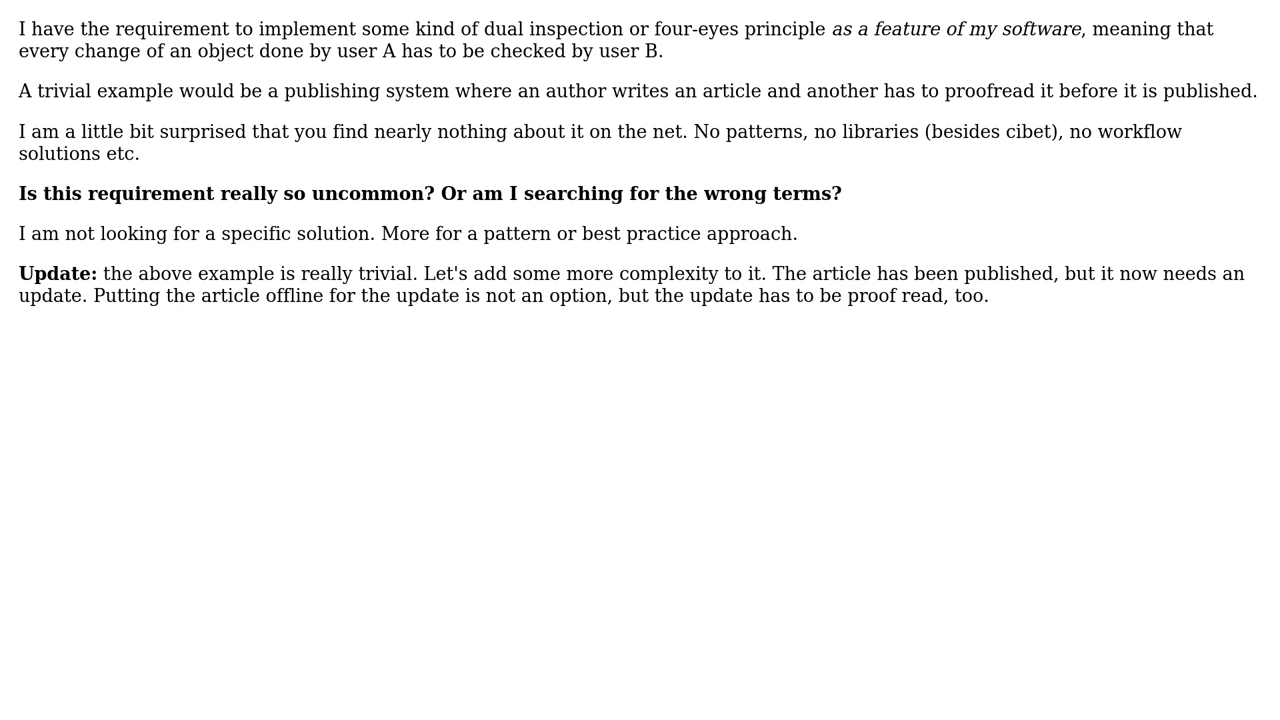 I have the requirement to implement some kind of dual inspection or four-eyes principle as a feature of my software, meaning that
every change of an object done by user A has to be checked by user B.
A trivial example would be a publishing system where an author writes an article and another has to proofread it before it is published.
I am a little bit surprised that you find nearly nothing about it on the net. No patterns, no libraries (besides cibet), no workflow
solutions etc.
Is this requirement really so uncommon? Or am I searching for the wrong terms?
I am not looking for a specific solution. More for a pattern or best practice approach.
Update: the above example is really trivial. Let's add some more complexity to it. The article has been published, but it now needs an
update. Putting the article offline for the update is not an option, but the update has to be proof read, too.